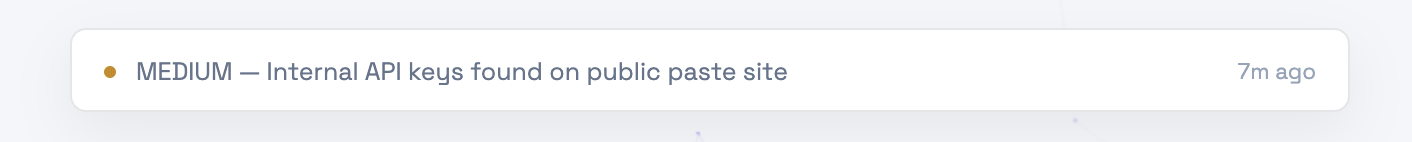 MEDIUM — Internal API keys found on public paste site 7m ago